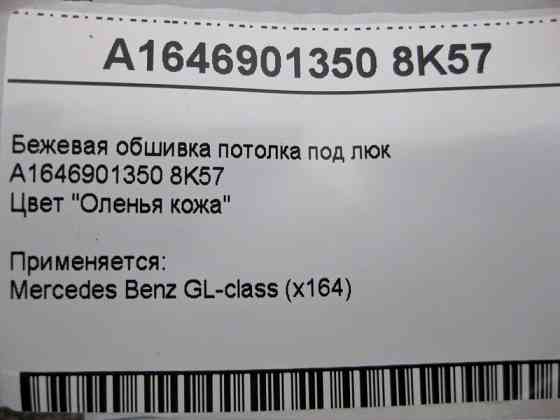 A1646901350 8K57
Бежевая обшивка потолка под люк
A1646901350 8K57
Цвет "Оленья кожа"
Применяется:
Mercedes Benz GL-class (x164)